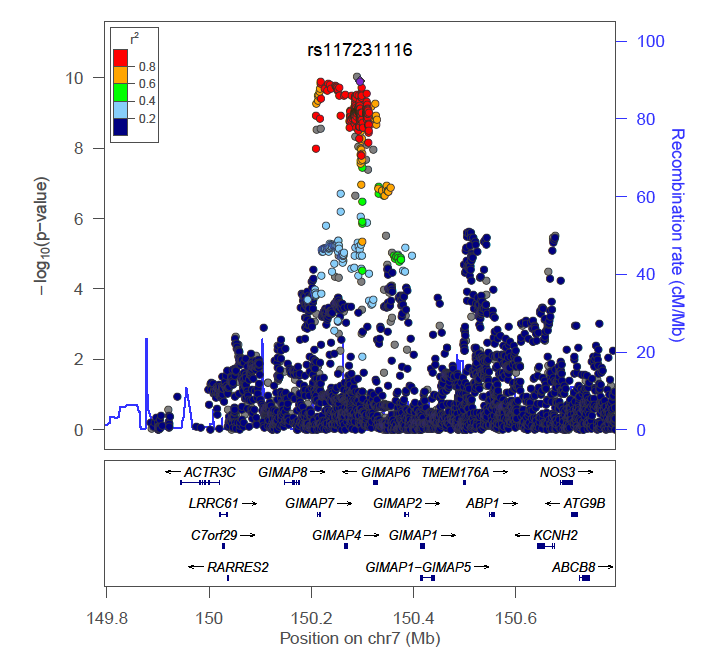 rs117231116
r2
0.8
0.6
0.4
0.2
10
8
6
4
2
0
−log10(p−value)
100
80
60
40
20
0
Recombination rate (cM/Mb)
ACTR3C GIMAP8 GIMAP6 TMEM176A NOS3
LRRC61 GIMAP7 GIMAP2 ABP1 ATG9B
C7orf29 GIMAP4 GIMAP1 KCNH2
RARRES2 GIMAP1−GIMAP5 ABCB8
149.8 150 150.2 150.4 150.6
Position on chr7 (Mb)